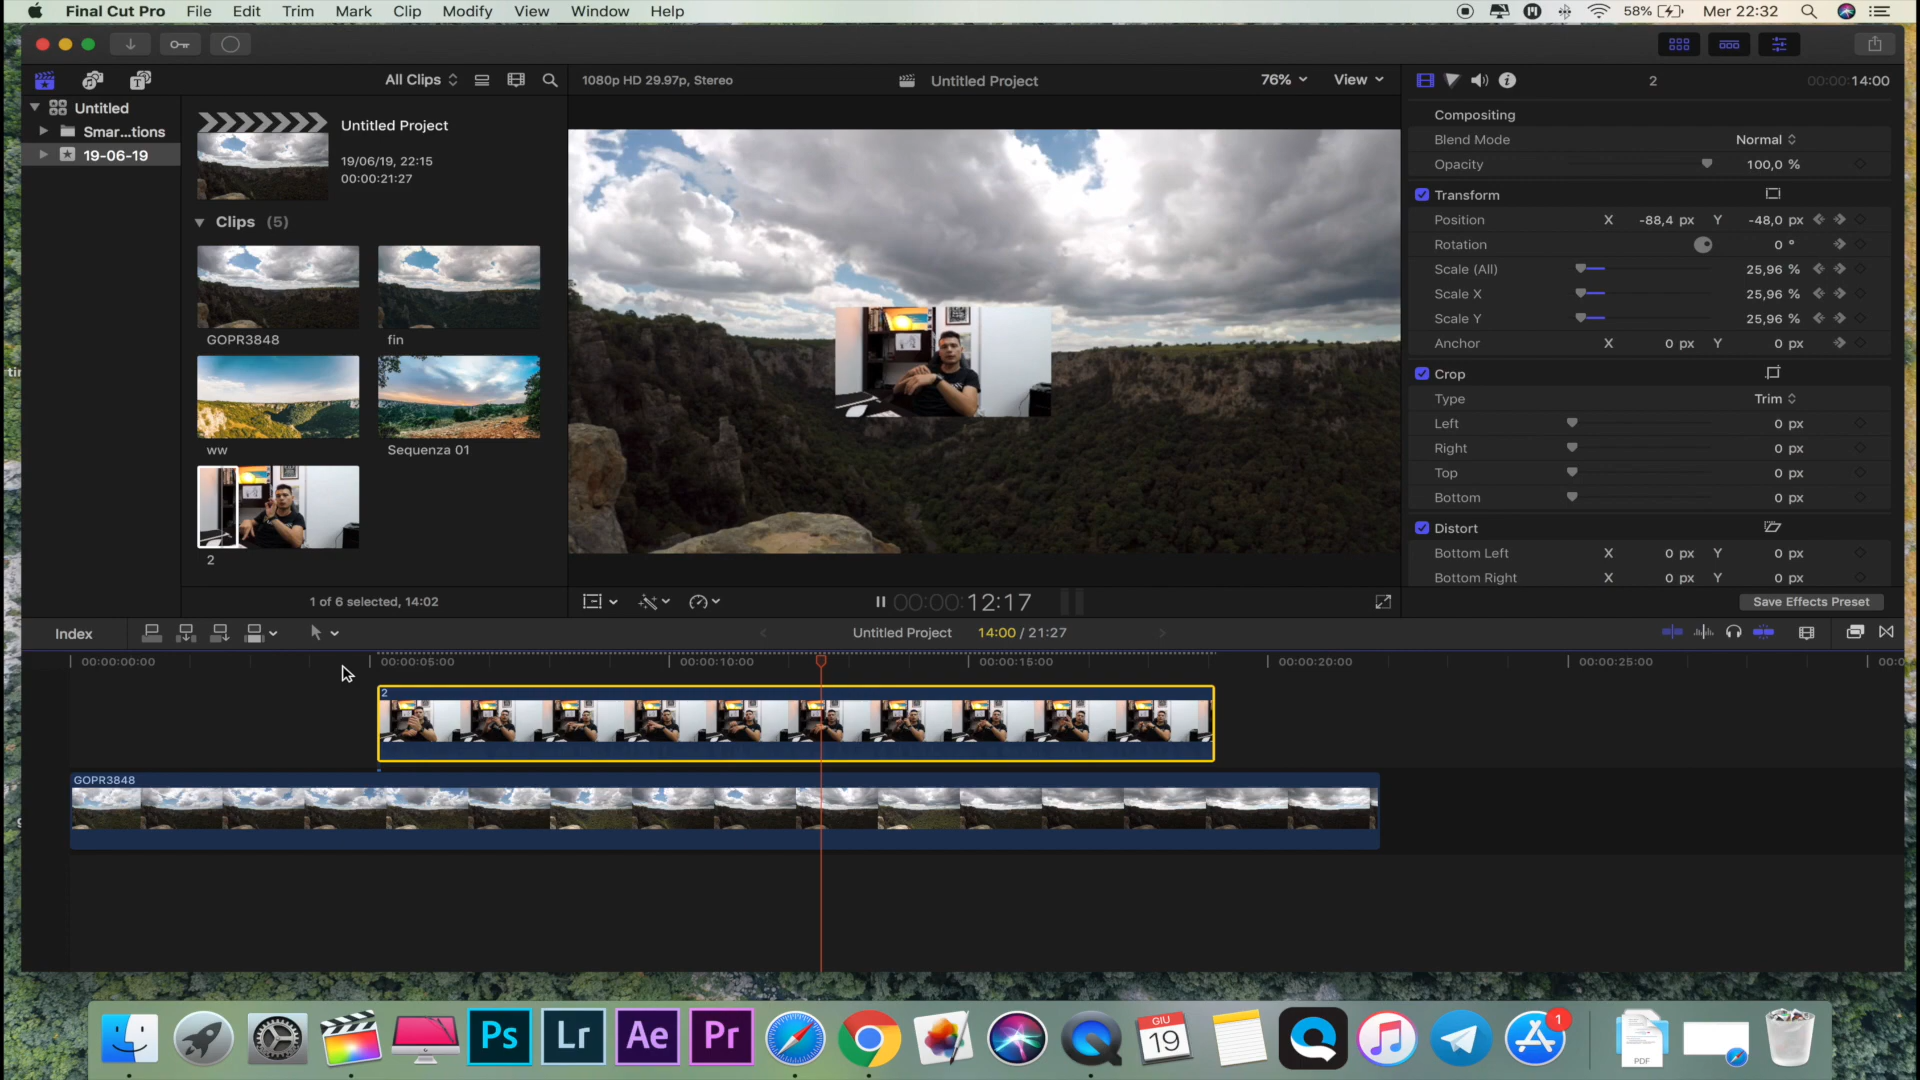 Final Cut Pro File Edit Trim Mark Clip Modify View Window Help 58% Mer 22:32
All Clips 1080p HD 29.97p, Stereo Untitled Project 76% View 2 00:00:14:00
Untitled
Smar...tions
19-06-19
Untitled Project
19/06/19, 22:15
00:00:21:27
Clips (5)
GOPR3848 fin
ww Sequenza 01
2
1 of 6 selected, 14:02
00:00:12:17
Compositing
Blend Mode Normal
Opacity 100,0 %
Transform
Position X -88,4 px Y -48,0 px
Rotation 0 °
Scale (All) 25,96 %
Scale X 25,96 %
Scale Y 25,96 %
Anchor X 0 px Y 0 px
Crop
Type Trim
Left 0 px
Right 0 px
Top 0 px
Bottom 0 px
Distort
Bottom Left X 0 px Y 0 px
Bottom Right X 0 px Y 0 px
Save Effects Preset
Index Untitled Project 14:00 / 21:27
00:00:00:00 00:00:05:00 00:00:10:00 00:00:15:00 00:00:20:00 00:00:25:00 00:0
2
GOPR3848
Ps Lr Ae Pr GIU 19 1 PDF